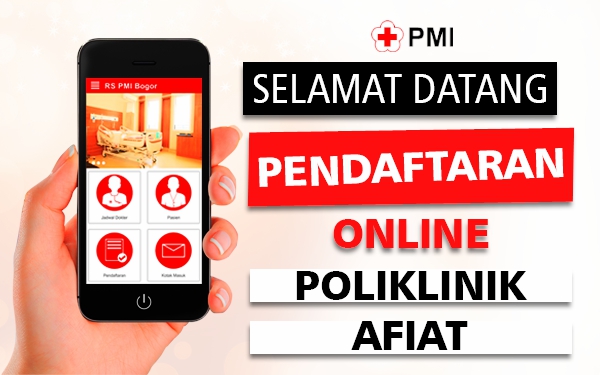 PMI
SELAMAT DATANG
PENDAFTARAN
ONLINE
POLIKLINIK
AFIAT
RS PMI Bogor
Jadwal Dokter
Pasien
Pendaftaran
Kotak Masuk